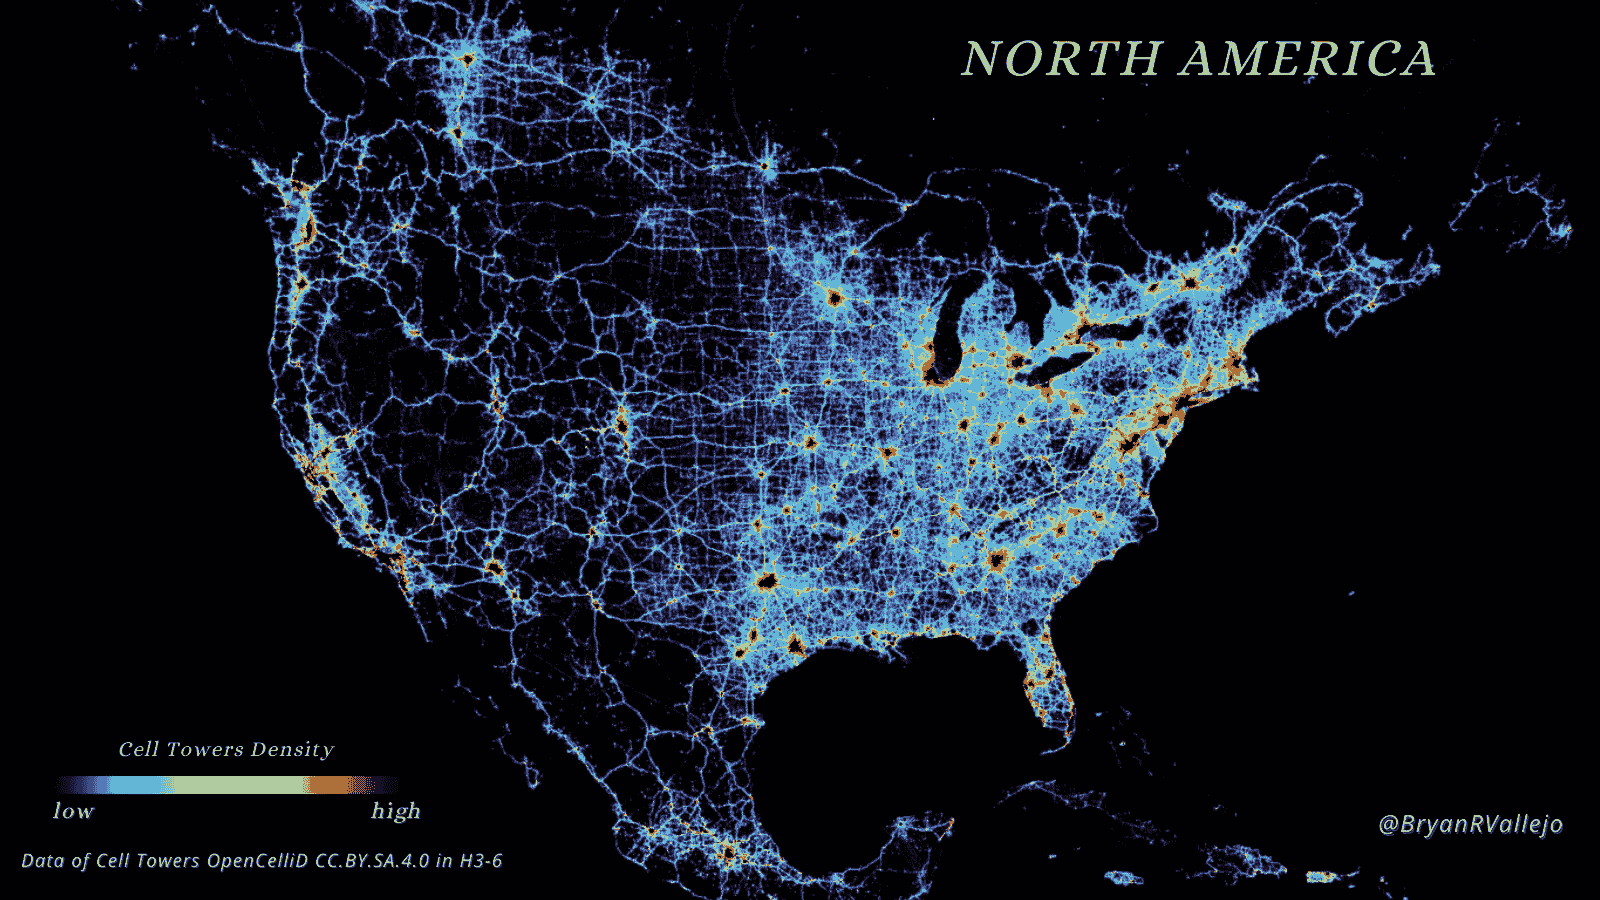 NORTH AMERICA
Cell Towers Density
low high
@BryanRVallejo
Data of Cell Towers OpenCelliD CC.BY.SA.4.0 in H3-6